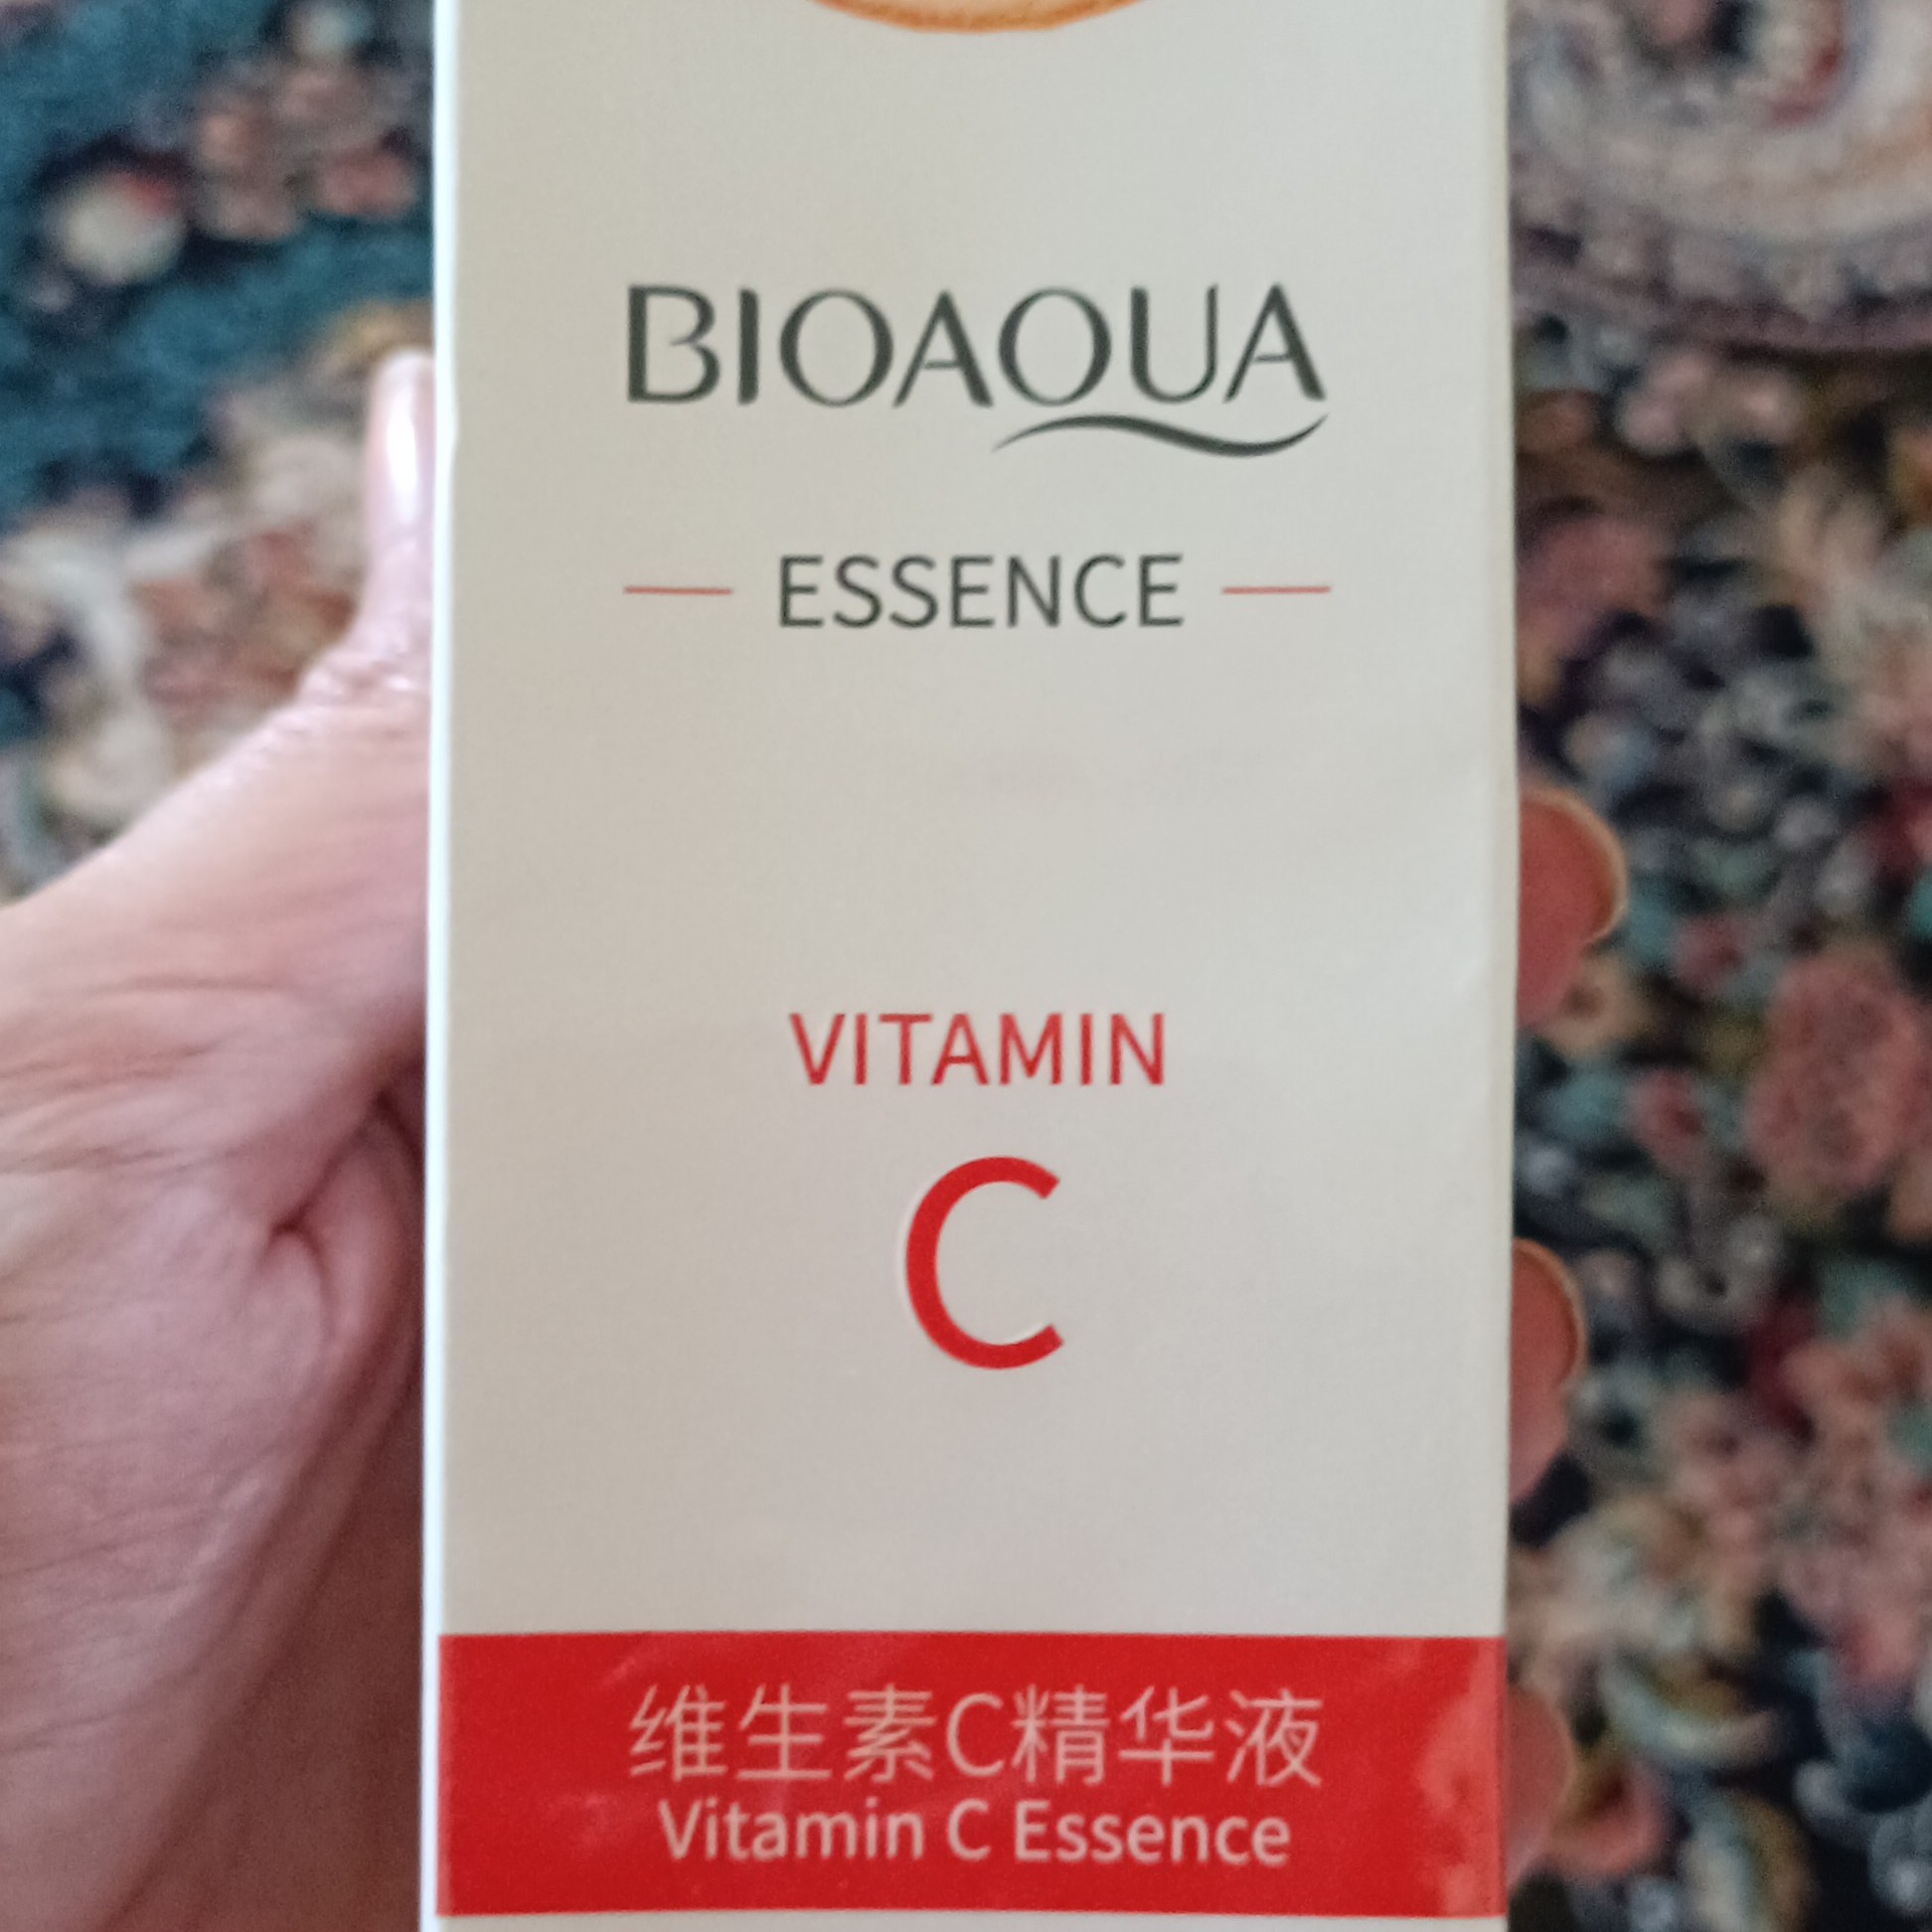 BIOAQUA
ESSENCE
VITAMIN
C
维生素C精华液
Vitamin C Essence